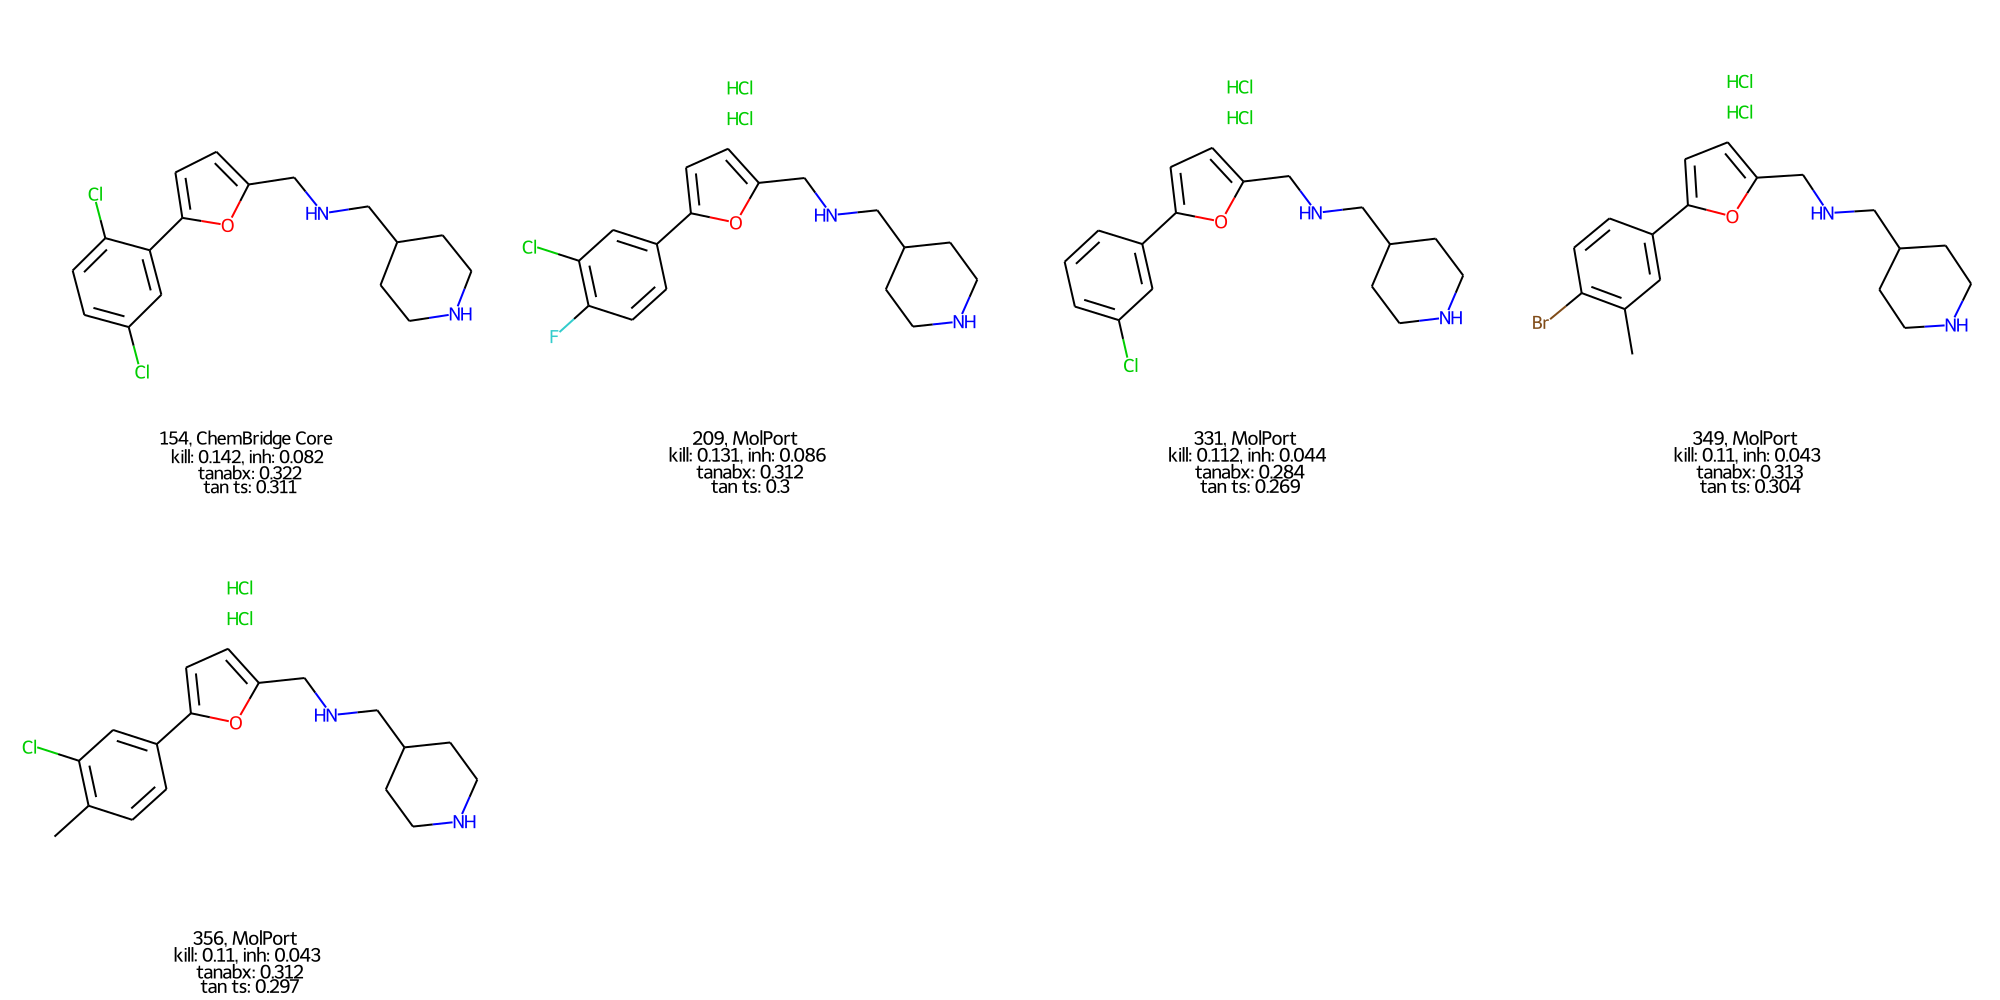 Cl
O
HN
NH
Cl
154, ChemBridge Core
kill: 0.142, inh: 0.082
tanabx: 0.322
tan ts: 0.311
HCl
HCl
Cl
F
O
HN
NH
209, MolPort
kill: 0.131, inh: 0.086
tanabx: 0.312
tan ts: 0.3
HCl
HCl
O
HN
NH
Cl
331, MolPort
kill: 0.112, inh: 0.044
tanabx: 0.284
tan ts: 0.269
HCl
HCl
O
HN
Br
NH
349, MolPort
kill: 0.11, inh: 0.043
tanabx: 0.313
tan ts: 0.304
HCl
HCl
Cl
O
HN
NH
356, MolPort
kill: 0.11, inh: 0.043
tanabx: 0.312
tan ts: 0.297